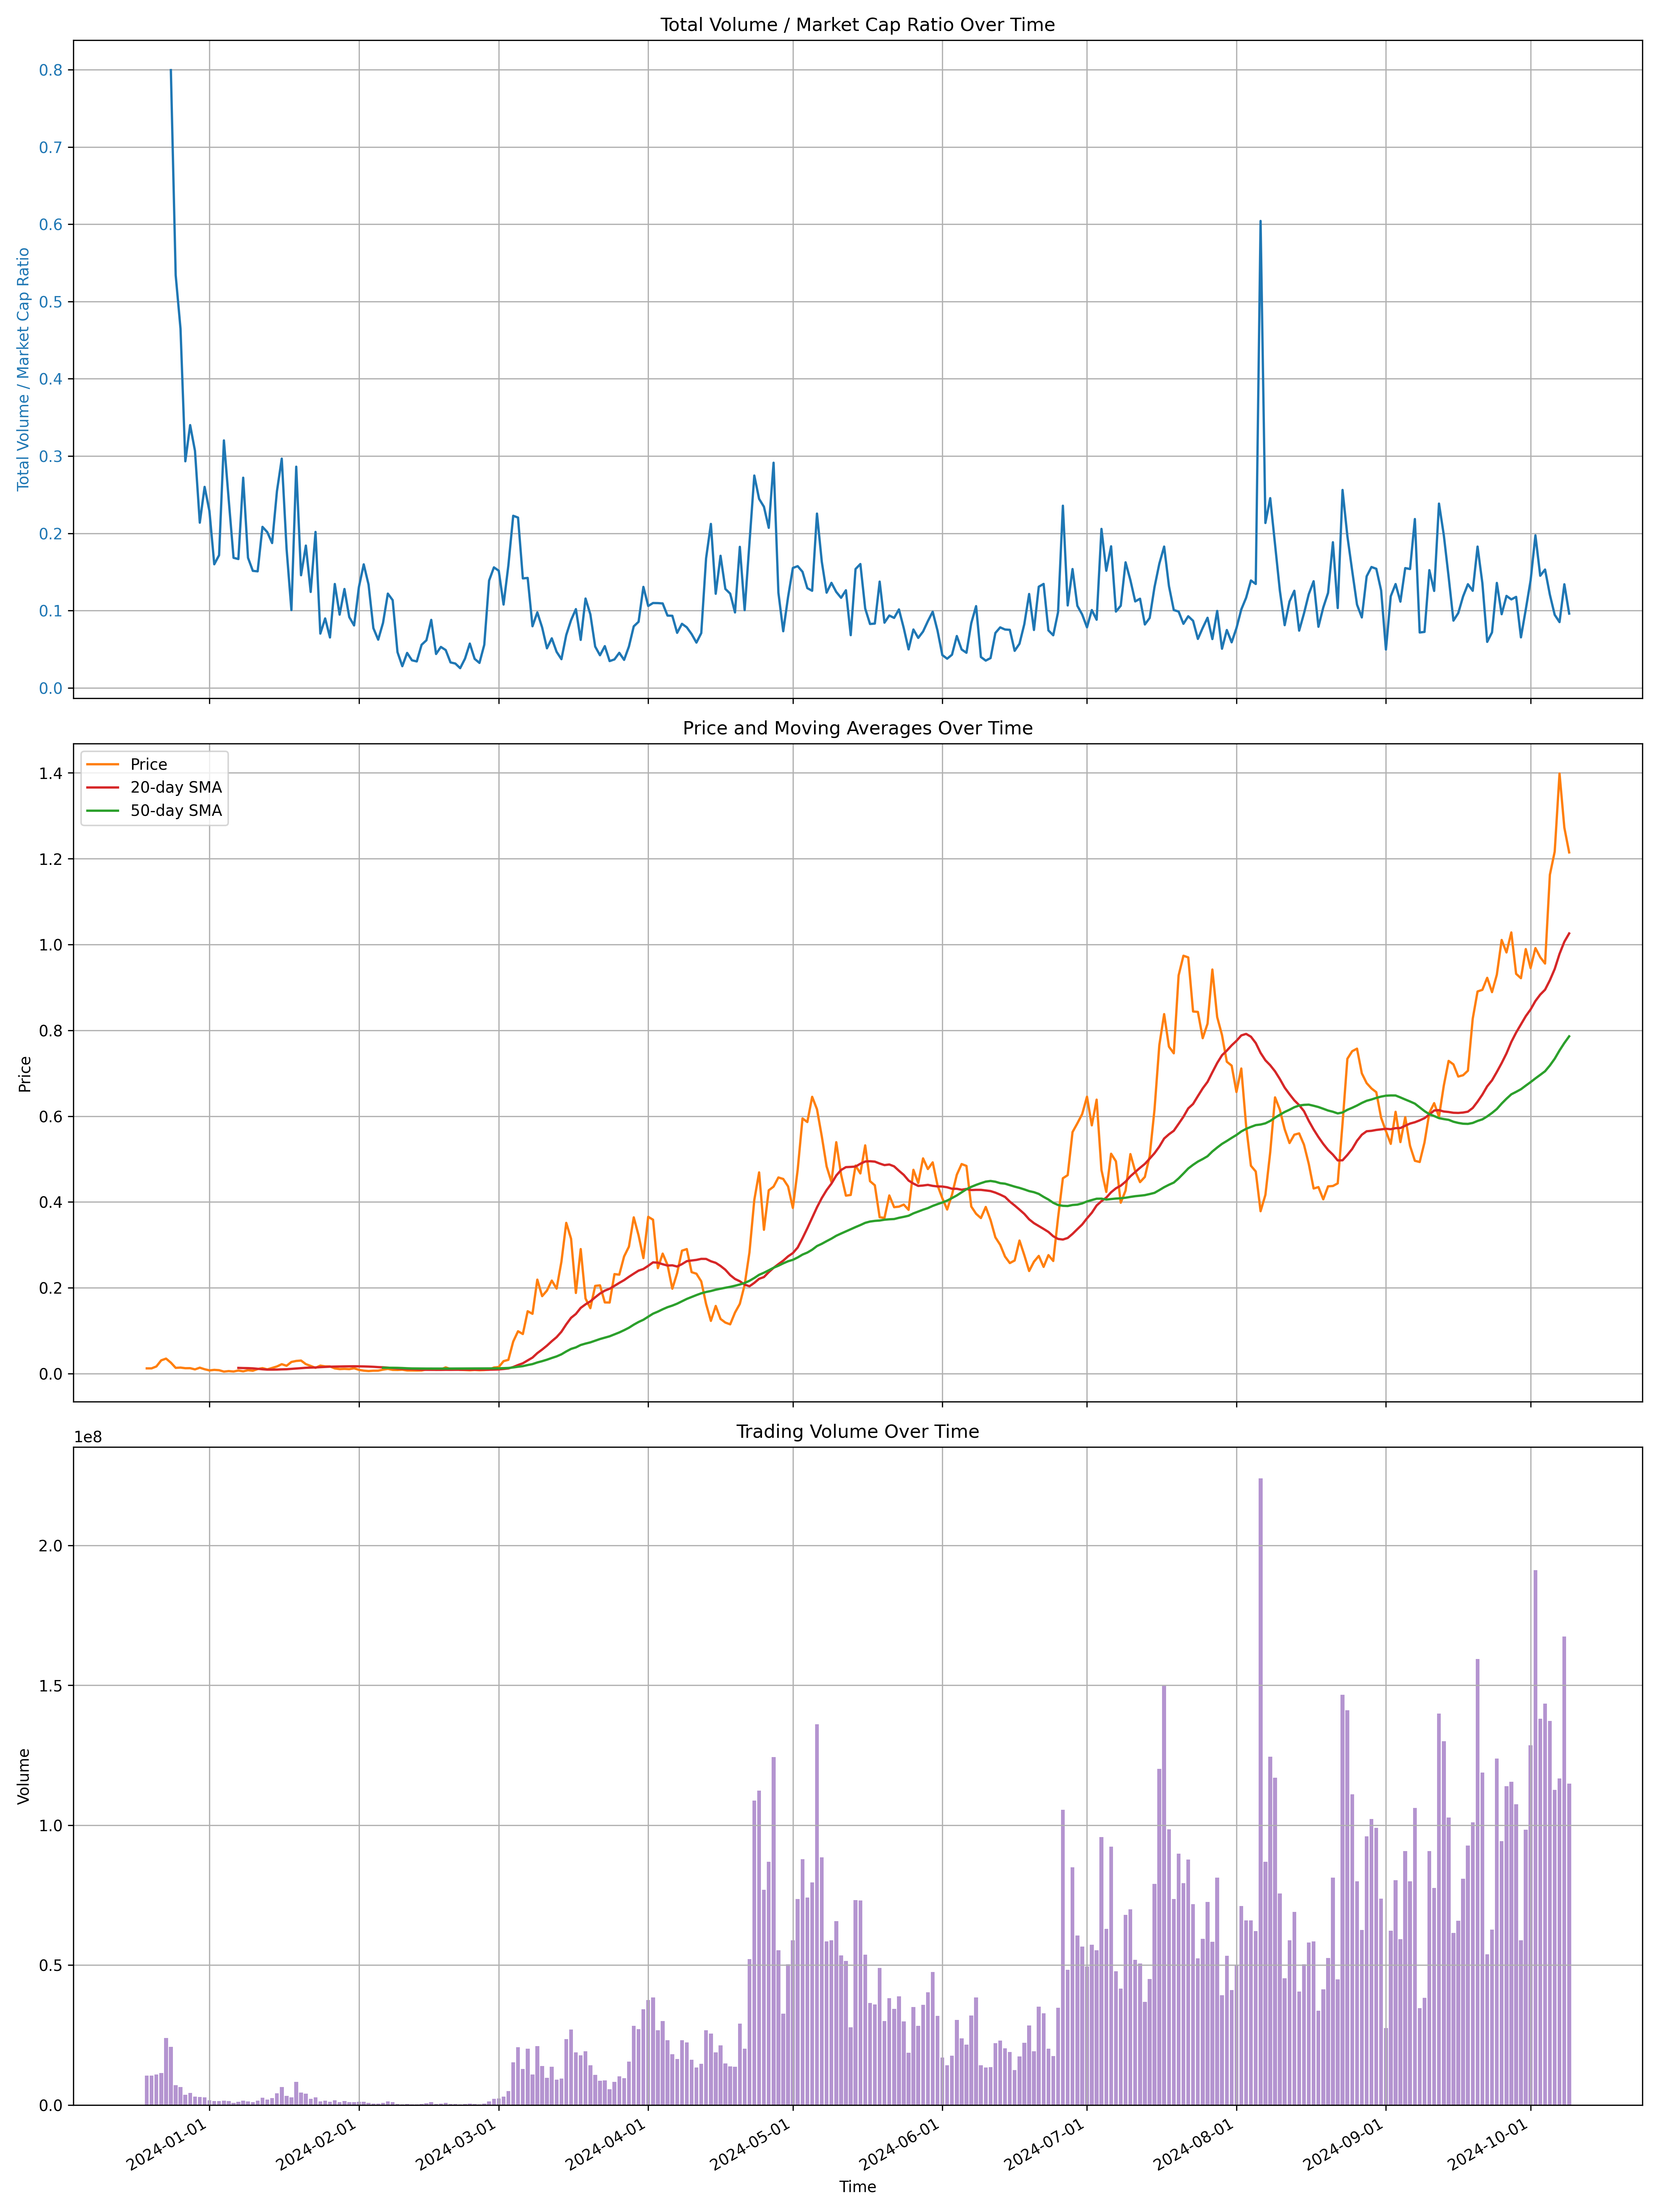 Total Volume / Market Cap Ratio Over Time
Total Volume / Market Cap Ratio
0.8
0.7
0.6
0.5
0.4
0.3
0.2
0.1
0.0
Price and Moving Averages Over Time
Price
20-day SMA
50-day SMA
Price
1.4
1.2
1.0
0.8
0.6
0.4
0.2
0.0
Trading Volume Over Time
1e8
Volume
2.0
1.5
1.0
0.5
0.0
2024-01-01
2024-02-01
2024-03-01
2024-04-01
2024-05-01
2024-06-01
2024-07-01
2024-08-01
2024-09-01
2024-10-01
Time